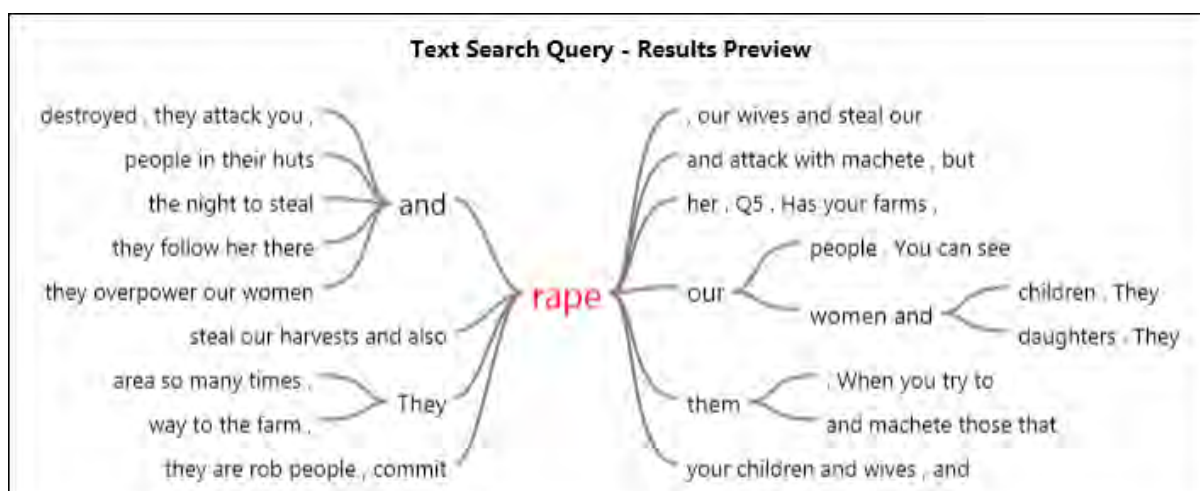 Text Search Query - Results Preview
destroyed , they attack you ,
people in their huts
the night to steal
they follow her there
they overpower our women
and
steal our harvests and also
area so many times ,
way to the farm ,
They
they are rob people , commit
rape
, our wives and steal our
and attack with machete , but
her . Q5 . Has your farms ,
our
people . You can see
women and
children . They
daughters . They
them
. When you try to
and machete those that
your children and wives , and